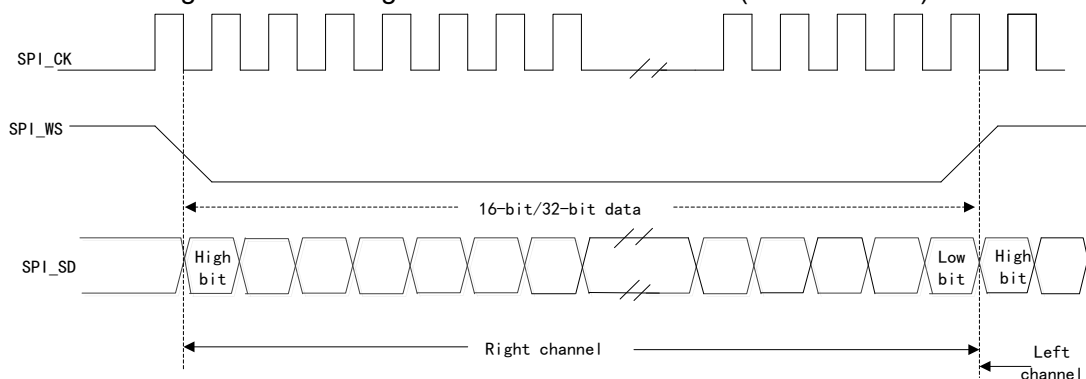 SPI_CK
SPI_WS
16-bit/32-bit data
SPI_SD
High
bit
Low
bit
High
bit
Right channel
Left
channel